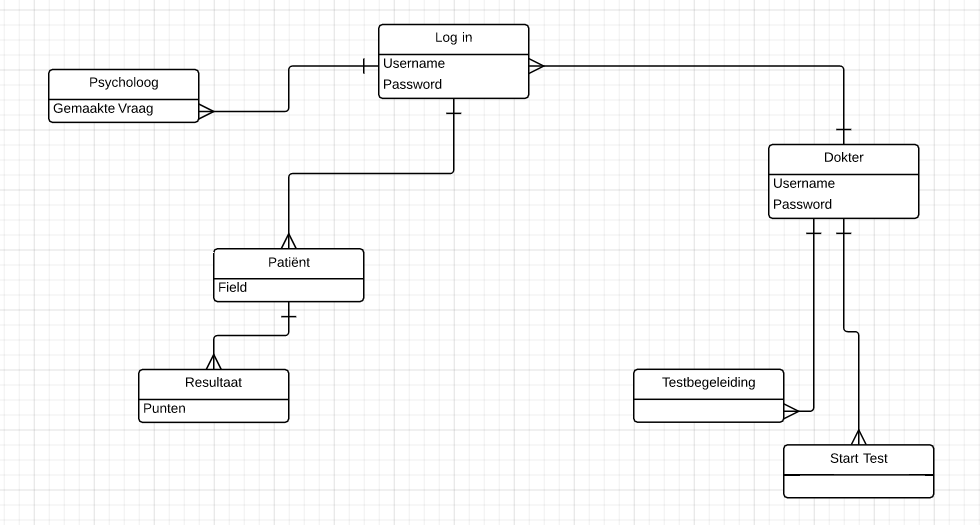 Log in
Username
Password
Psycholoog
Gemaakte Vraag
Dokter
Username
Password
Patiënt
Field
Resultaat
Punten
Testbegeleiding
Start Test